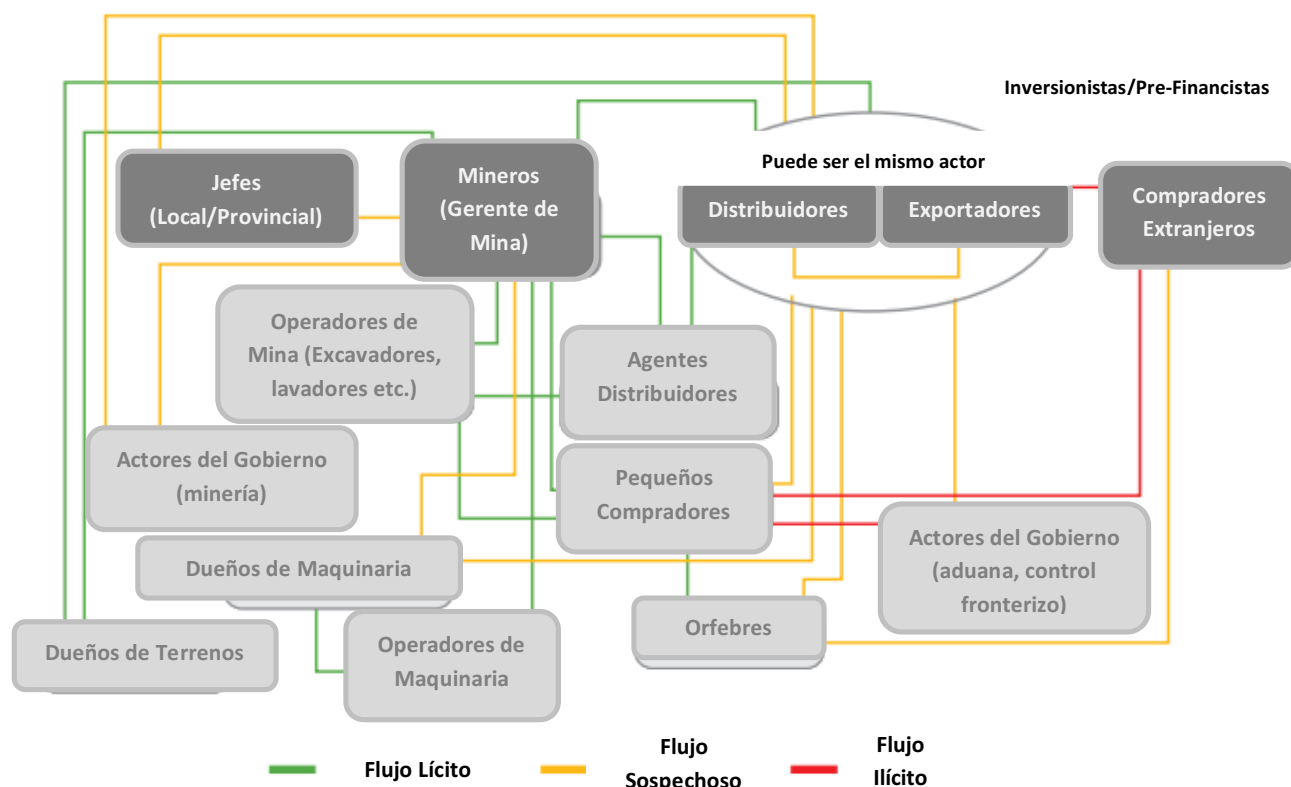 Inversionistas/Pre-Financistas
Puede ser el mismo actor
Jefes
(Local/Provincial)
Mineros
(Gerente de
Mina)
Distribuidores
Exportadores
Compradores
Extranjeros
Operadores de
Mina (Excavadores,
lavadores etc.)
Agentes
Distribuidores
Actores del Gobierno
(minería)
Pequeños
Compradores
Actores del Gobierno
(aduana, control
fronterizo)
Dueños de Maquinaria
Dueños de Terrenos
Operadores de
Maquinaria
Orfebres
Flujo Lícito
Flujo
Sospechoso
Flujo
Ilícito